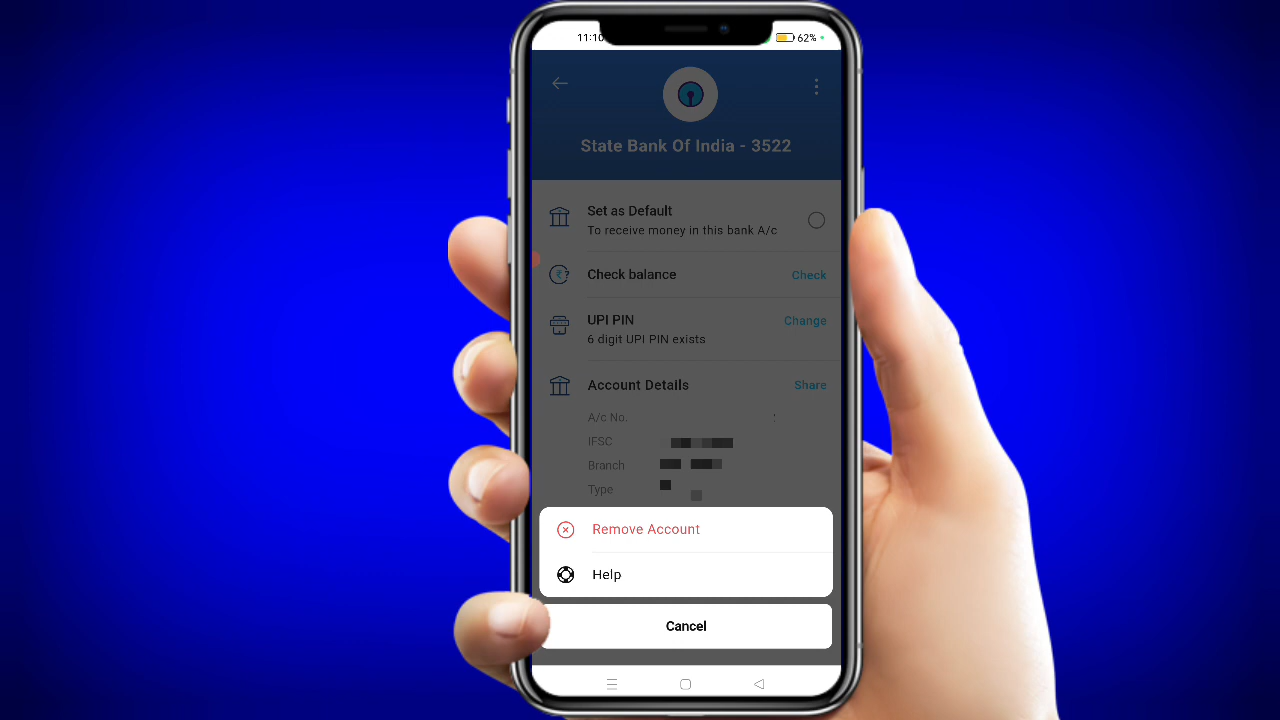 11:10
62%
State Bank Of India - 3522
Set as Default
To receive money in this bank A/c
Check balance Check
UPI PIN Change
6 digit UPI PIN exists
Account Details Share
A/c No.
IFSC
Branch
Type
Remove Account
Help
Cancel